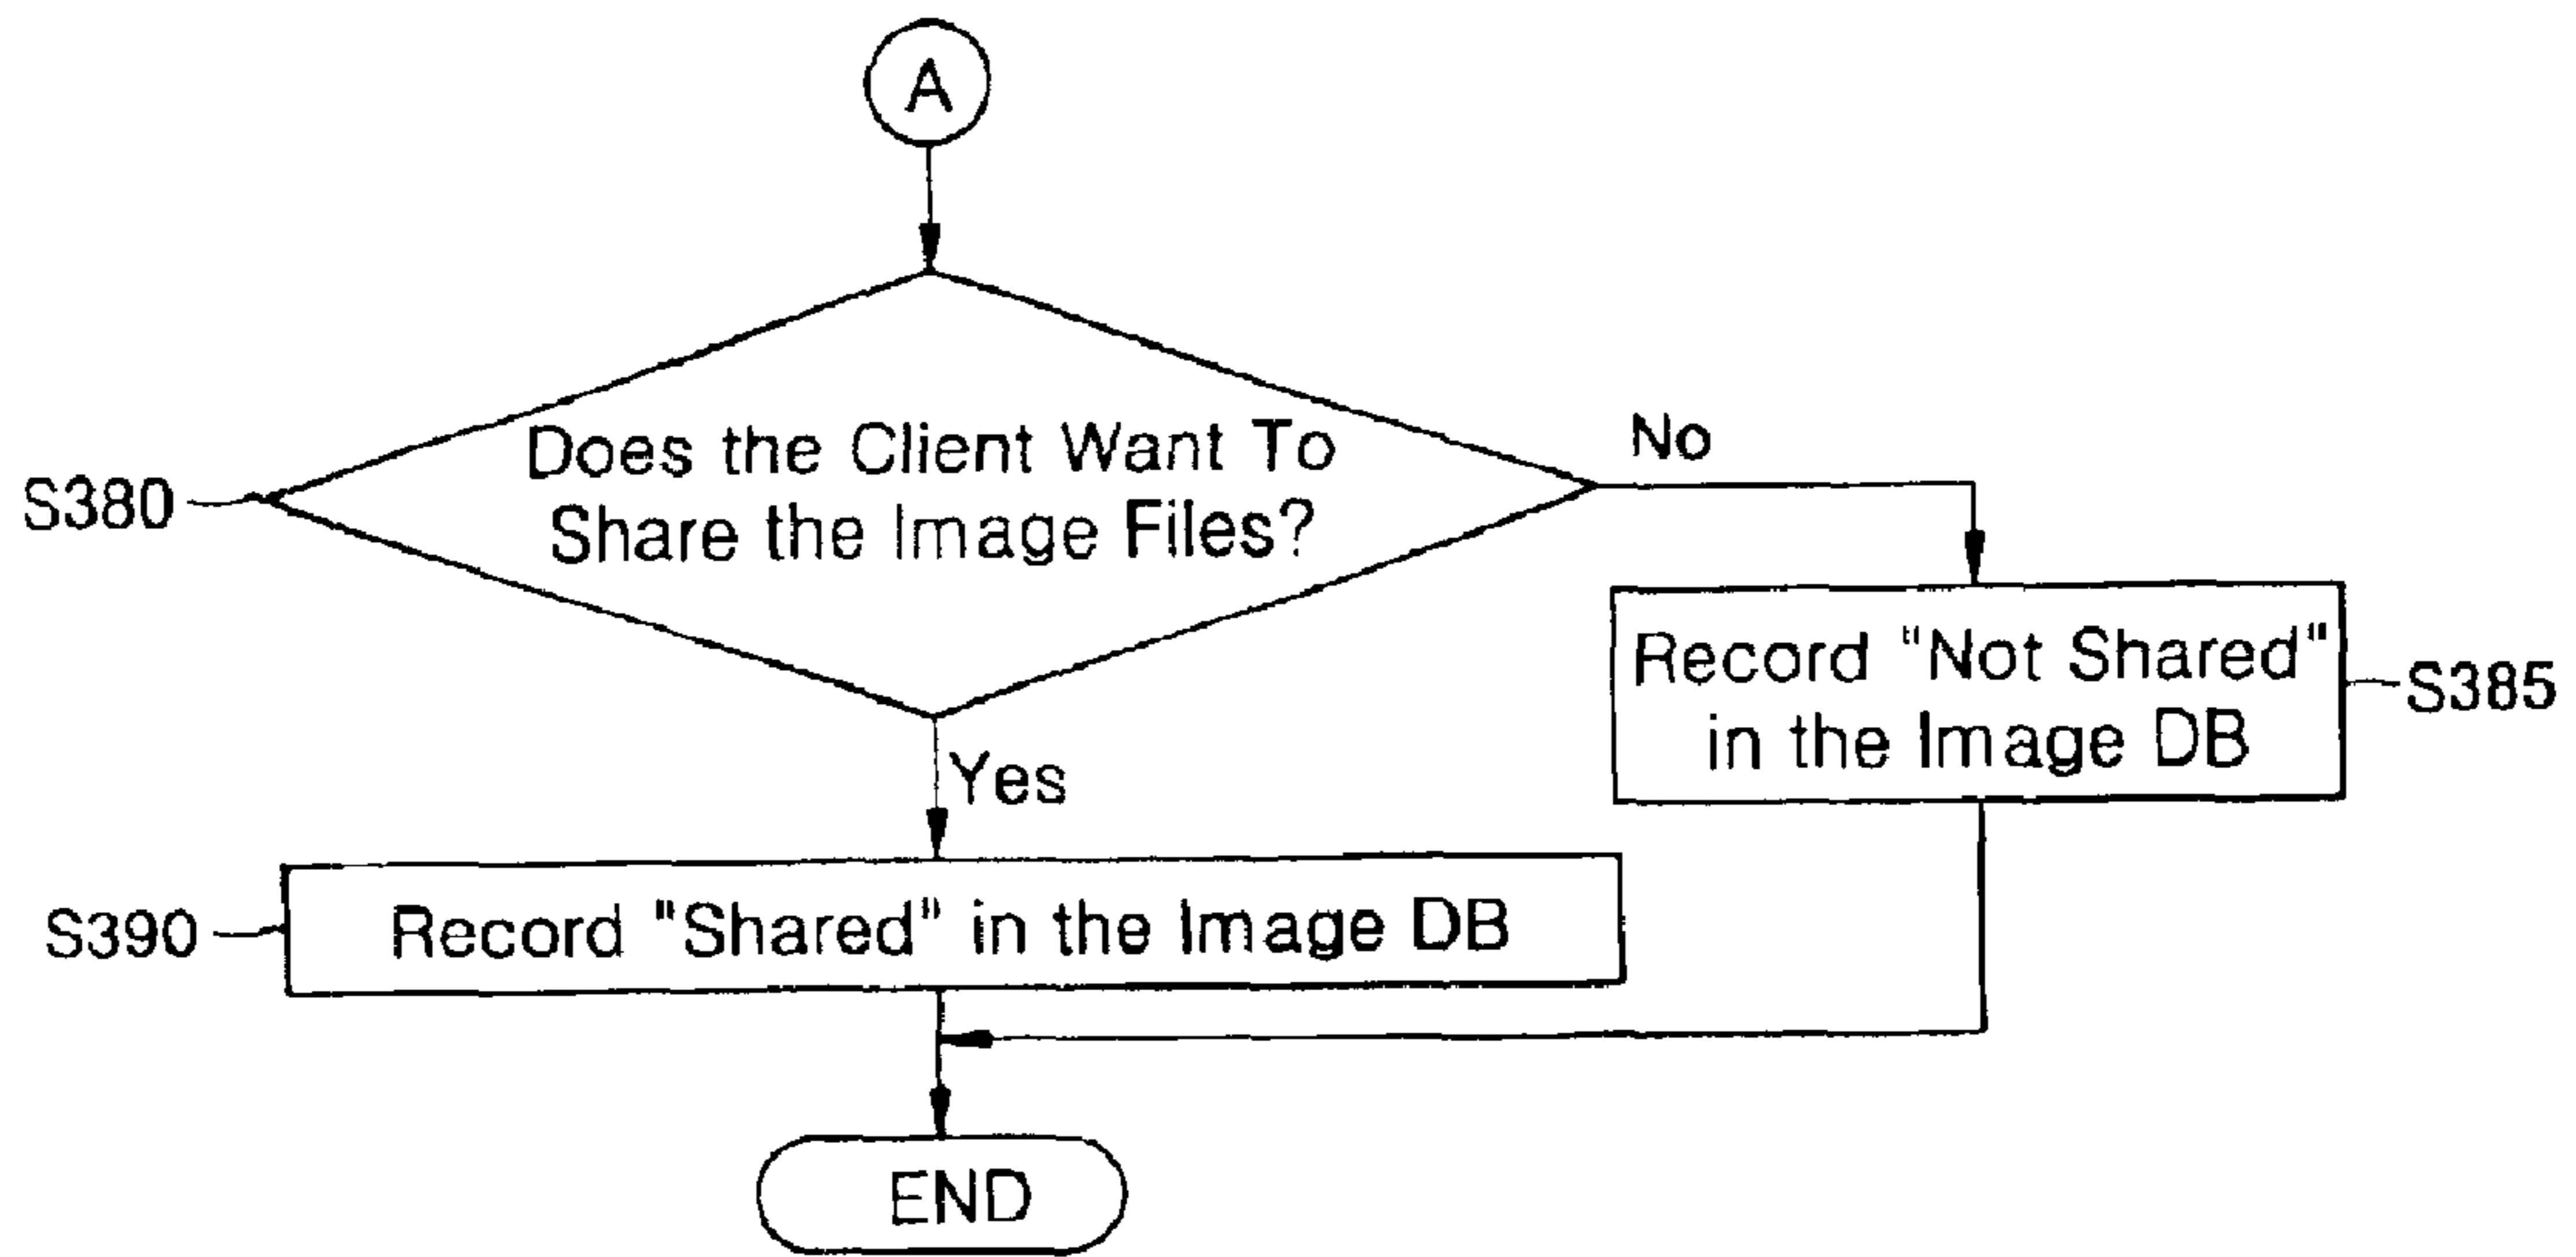 A
Does the Client Want To
Share the Image Files?
S380
No
Record "Not Shared"
in the Image DB
S385
Yes
S390
Record "Shared" in the Image DB
END